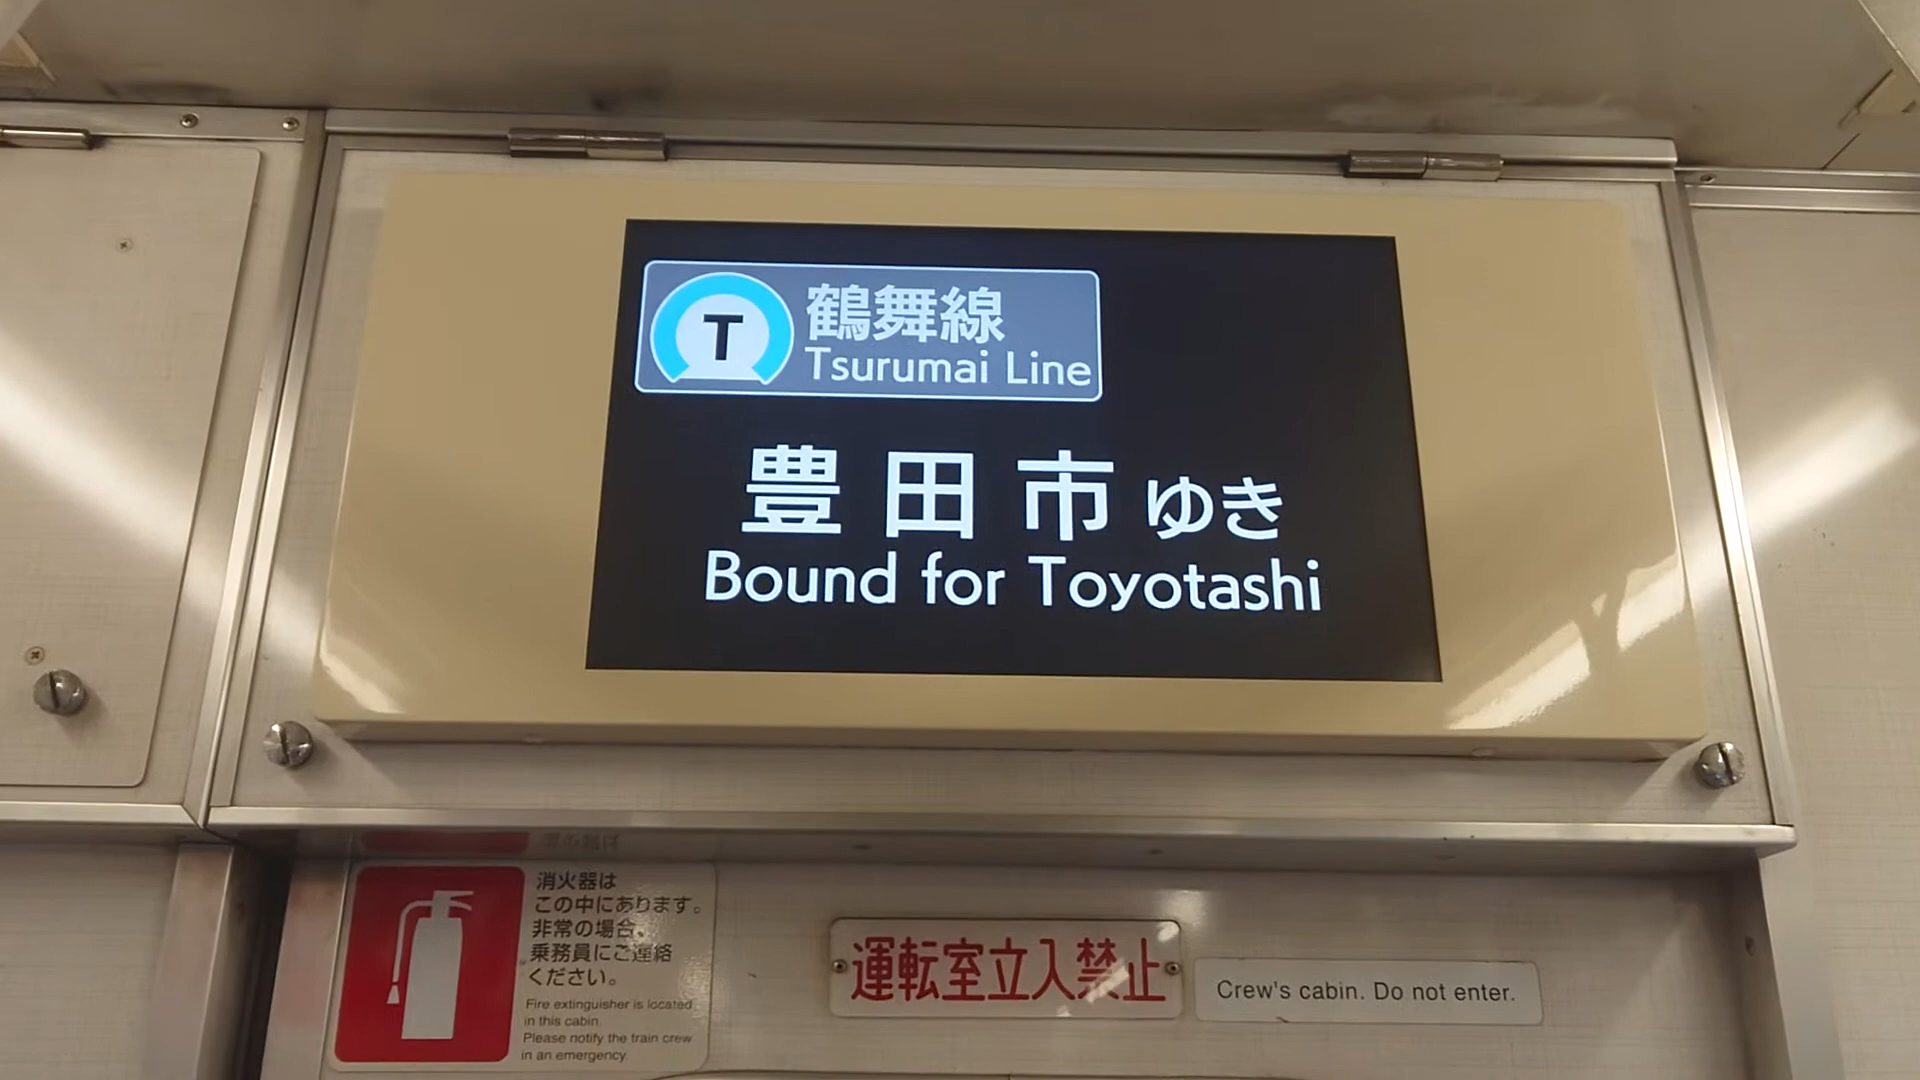 T
鶴舞線
Tsurumai Line
豊田市ゆき
Bound for Toyotashi
消火器は
この中にあります。
非常の場合、
乗務員にご連絡
ください。
Fire extinguisher is located
in this cabin.
Please notify the train crew
in an emergency.
運転室立入禁止
Crew's cabin. Do not enter.